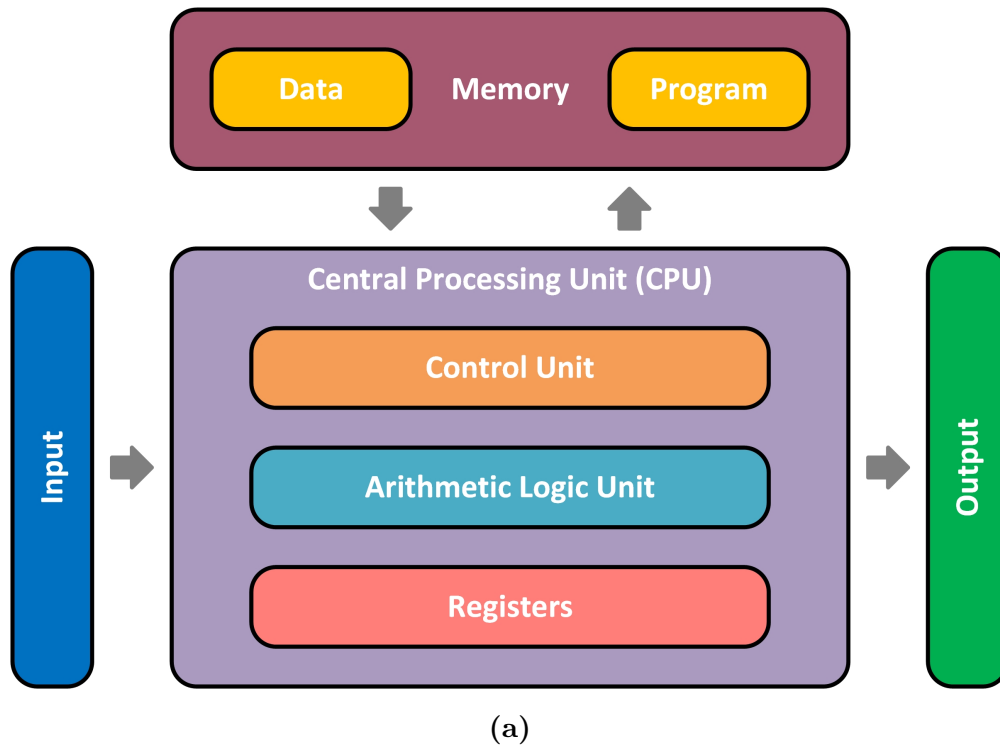 Data
Memory
Program
Central Processing Unit (CPU)
Control Unit
Input
Arithmetic Logic Unit
Output
Registers
(a)